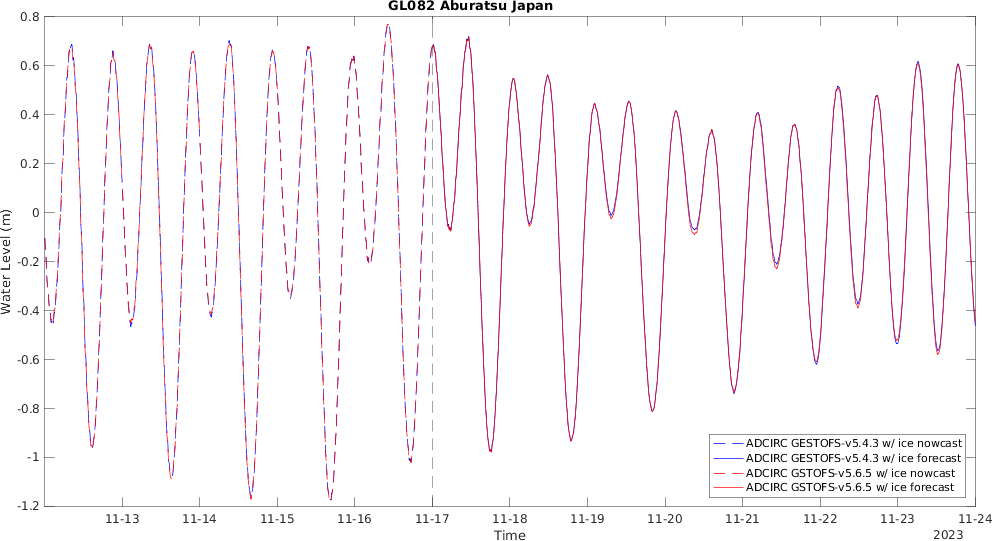 GL082 Aburatsu Japan
0.8
0.6
0.4
0.2
0
-0.2
-0.4
-0.6
-0.8
-1
-1.2
Water Level (m)
ADCIRC GESTOFS-v5.4.3 w/ ice nowcast
ADCIRC GESTOFS-v5.4.3 w/ ice forecast
ADCIRC GSTOFS-v5.6.5 w/ ice nowcast
ADCIRC GSTOFS-v5.6.5 w/ ice forecast
11-13 11-14 11-15 11-16 11-17 11-18 11-19 11-20 11-21 11-22 11-23 11-24
Time
2023